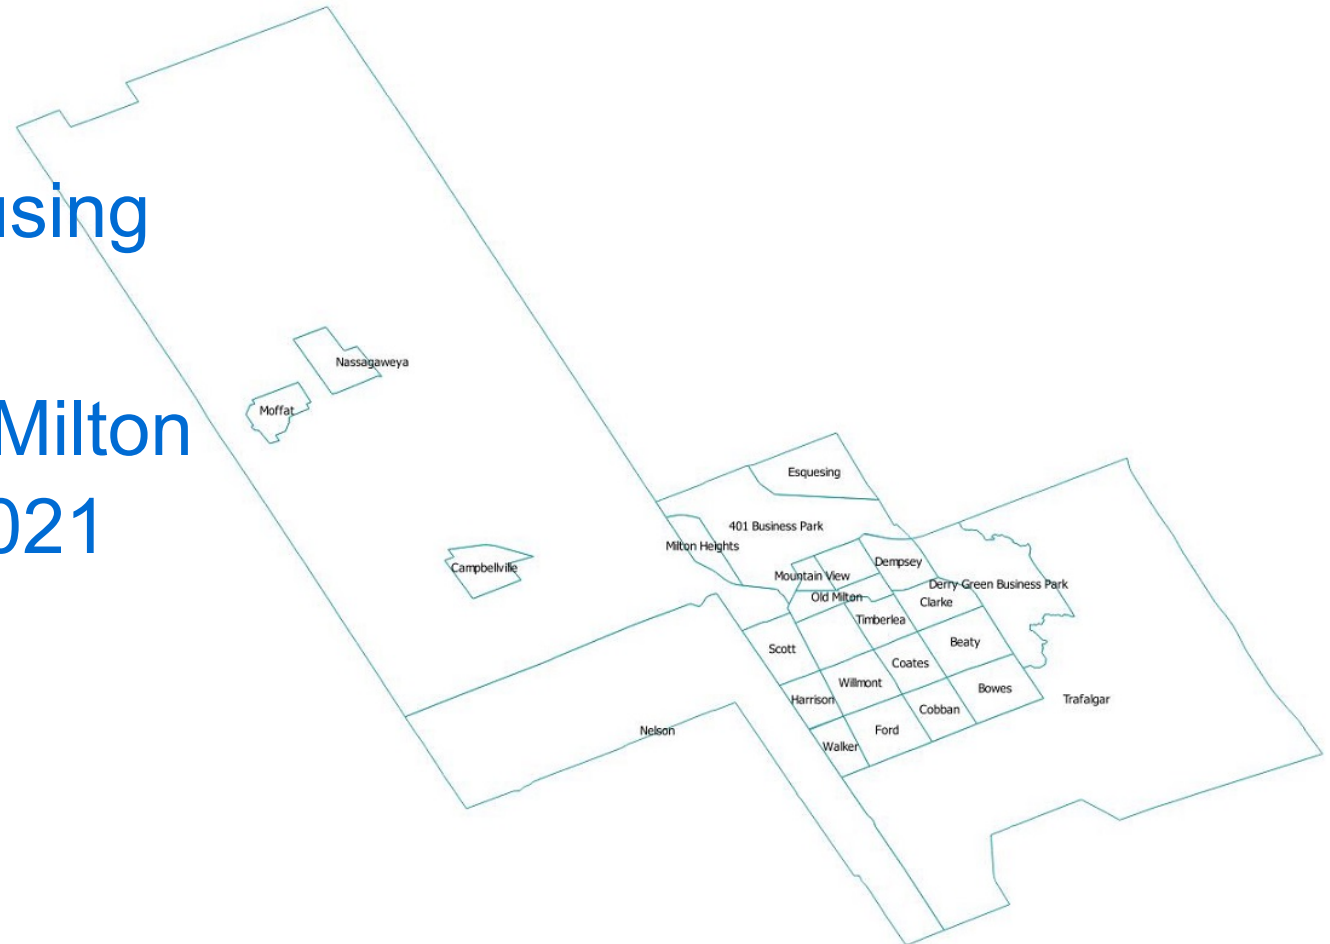 using
Milton
021
Nassagaweya
Moffat
Campbellville
Esquesing
401 Business Park
Milton Heights
Mountain View
Dempsey
Derry Green Business Park
Old Milton
Clarke
Timberlea
Scott
Beaty
Coates
Willmont
Bowes
Harrison
Trafalgar
Cobban
Nelson
Ford
Walker